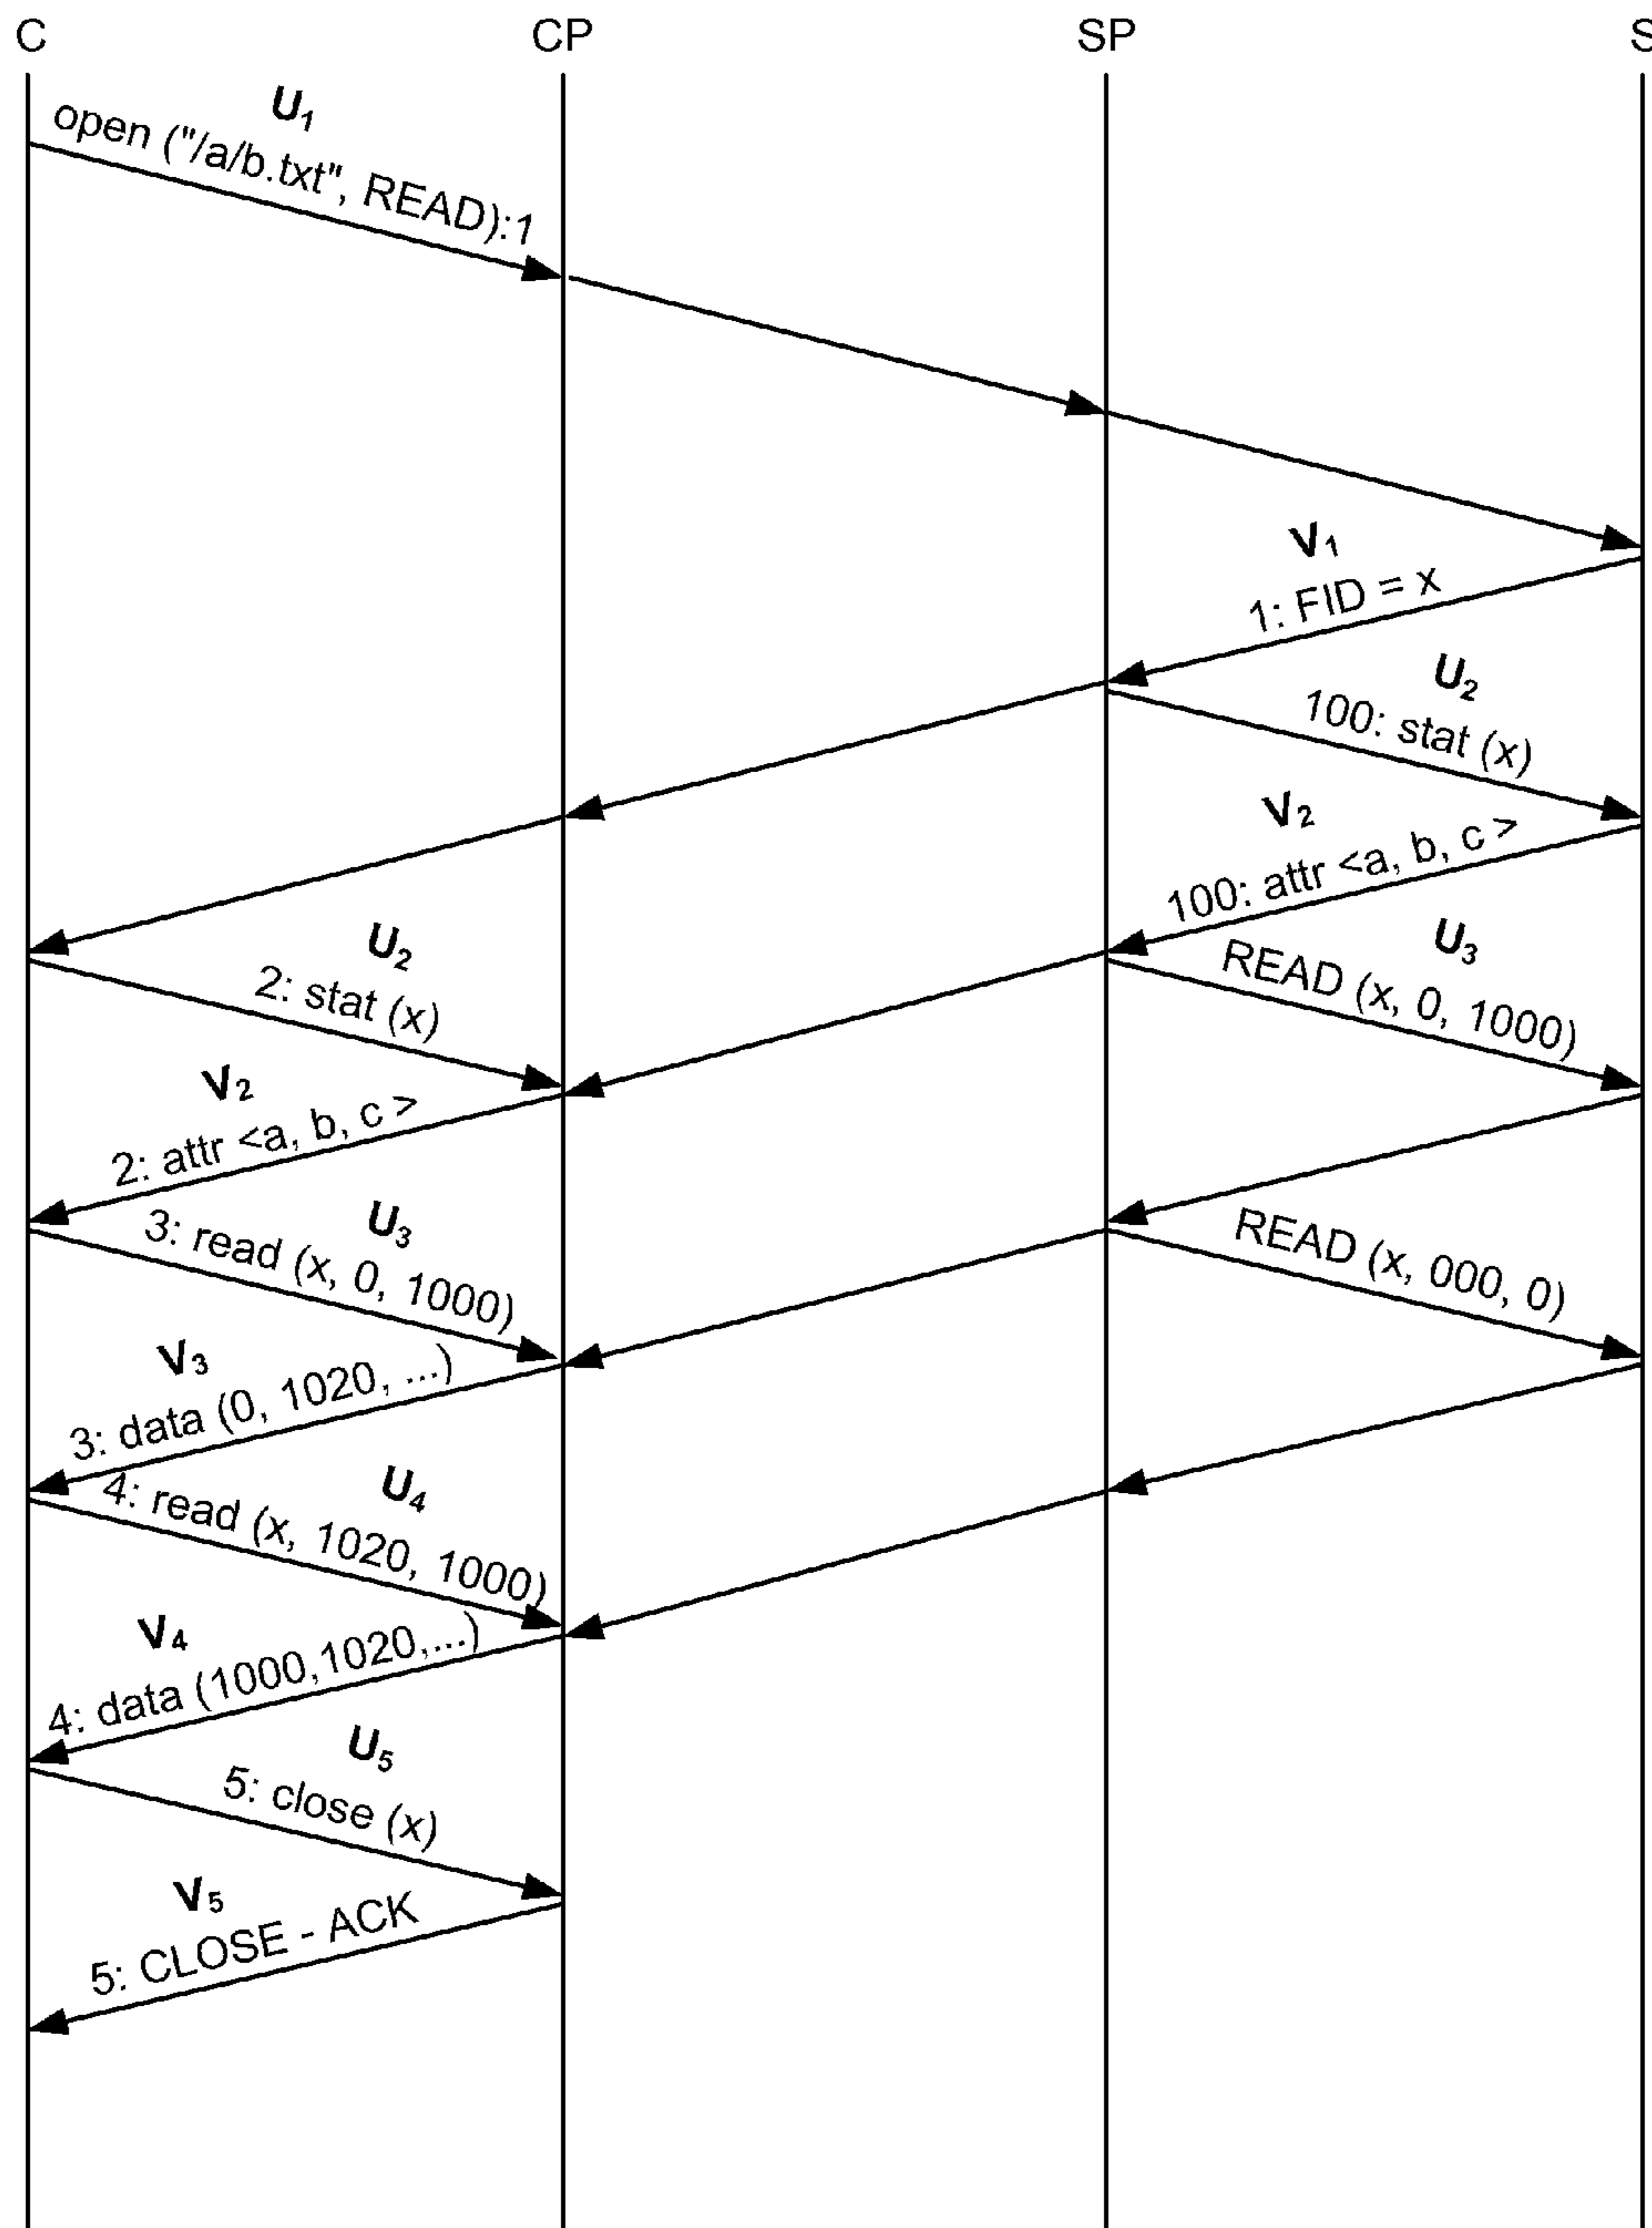 C CP SP S
U1
open ("/a/b.txt", READ):1
V1
1: FID = x
U2
100: stat (x)
V2
100: attr <a, b, c >
U2
2: stat (x)
U3
READ (x, 0, 1000)
V2
2: attr <a, b, c >
U3
3: read (x, 0, 1000)
READ (x, 000, 0)
V3
3: data (0, 1020, ...)
U4
4: read (x, 1020, 1000)
V4
4: data (1000,1020,...)
U5
5: close (x)
V5
5: CLOSE - ACK